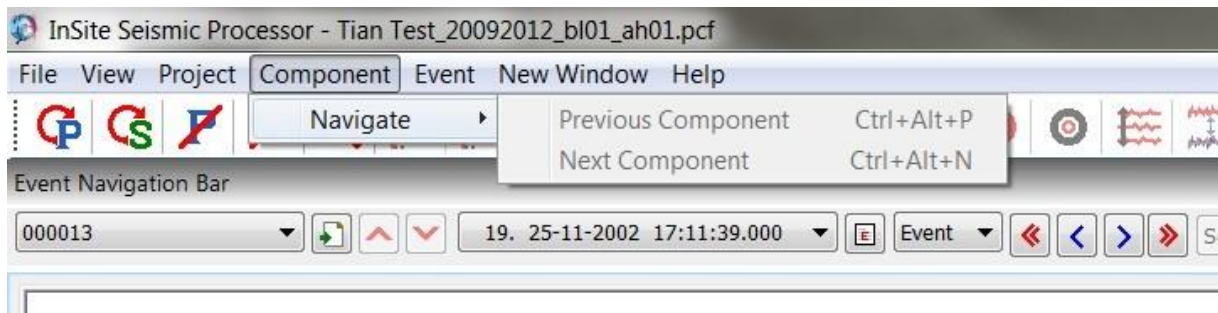 InSite Seismic Processor - Tian Test_20092012_bl01_ah01.pcf
File View Project Component Event New Window Help
Navigate
Previous Component Ctrl+Alt+P
Next Component Ctrl+Alt+N
P S P
Event Navigation Bar
000013 19. 25-11-2002 17:11:39.000 E Event